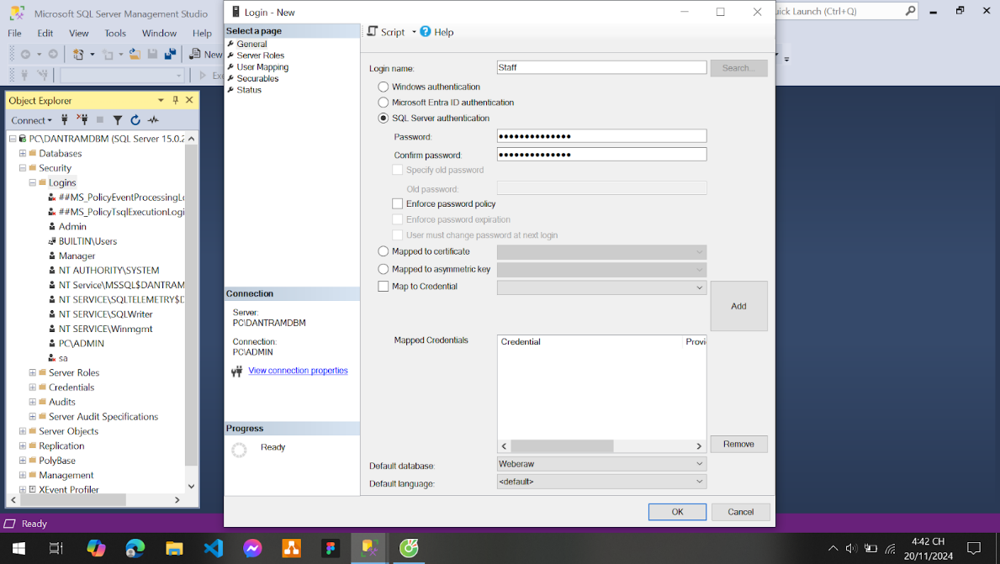 Microsoft SQL Server Management Studio
uick Launch (Ctrl+Q)
File Edit View Tools Window Help
New
Exe
Object Explorer
Connect
PC\DANTRAMDBM (SQL Server 15.0.2
Databases
Security
Logins
##MS_PolicyEventProcessingLo
##MS_PolicyTsqlExecutionLogi
Admin
BUILTIN\Users
Manager
NT AUTHORITY\SYSTEM
NT Service\MSSQL$DANTRAM
NT SERVICE\SQLTELEMETRY$D
NT SERVICE\SQLWriter
NT SERVICE\Winmgmt
PC\ADMIN
sa
Server Roles
Credentials
Audits
Server Audit Specifications
Server Objects
Replication
PolyBase
Management
XEvent Profiler
Login - New
Select a page
General
Server Roles
User Mapping
Securables
Status
Connection
Server:
PC\DANTRAMDBM
Connection:
PC\ADMIN
View connection properties
Progress
Ready
Script Help
Login name: Staff Search...
Windows authentication
Microsoft Entra ID authentication
SQL Server authentication
Password: ●●●●●●●●●●●●●●
Confirm password: ●●●●●●●●●●●●●●
Specify old password
Old password:
Enforce password policy
Enforce password expiration
User must change password at next login
Mapped to certificate
Mapped to asymmetric key
Map to Credential
Add
Mapped Credentials
Credential Provi
Remove
Default database: Weberaw
Default language: <default>
OK Cancel
Ready
4:42 CH
20/11/2024